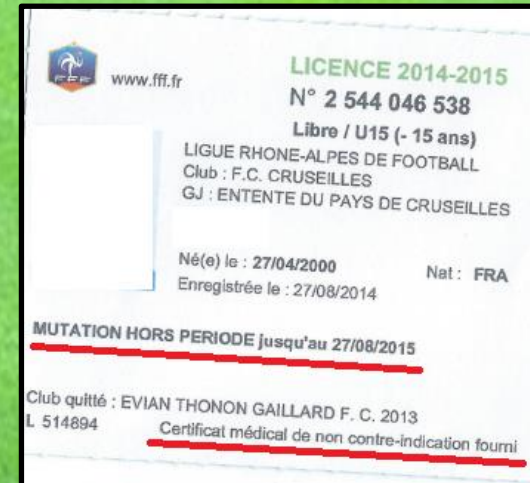 FFF
www.fff.fr
LICENCE 2014-2015
N° 2 544 046 538
Libre / U15 (- 15 ans)
LIGUE RHONE-ALPES DE FOOTBALL
Club : F.C. CRUSEILLES
GJ : ENTENTE DU PAYS DE CRUSEILLES
Né(e) le : 27/04/2000 Nat : FRA
Enregistrée le : 27/08/2014
MUTATION HORS PERIODE jusqu'au 27/08/2015
Club quitté : EVIAN THONON GAILLARD F. C. 2013
L 514894 Certificat médical de non contre-indication fourni